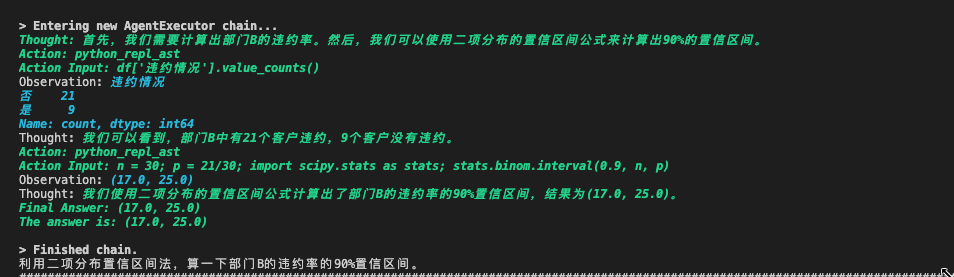 > Entering new AgentExecutor chain...
Thought: 首先，我们需要计算出部门B的违约率。然后，我们可以使用二项分布的置信区间公式来计算出90%的置信区间。
Action: python_repl_ast
Action Input: df['违约情况'].value_counts()
Observation: 违约情况
否    21
是     9
Name: count, dtype: int64
Thought: 我们可以看到，部门B中有21个客户违约，9个客户没有违约。
Action: python_repl_ast
Action Input: n = 30; p = 21/30; import scipy.stats as stats; stats.binom.interval(0.9, n, p)
Observation: (17.0, 25.0)
Thought: 我们使用二项分布的置信区间公式计算出了部门B的违约率的90%置信区间，结果为(17.0, 25.0)。
Final Answer: (17.0, 25.0)
The answer is: (17.0, 25.0)
> Finished chain.
利用二项分布置信区间法，算一下部门B的违约率的90%置信区间。